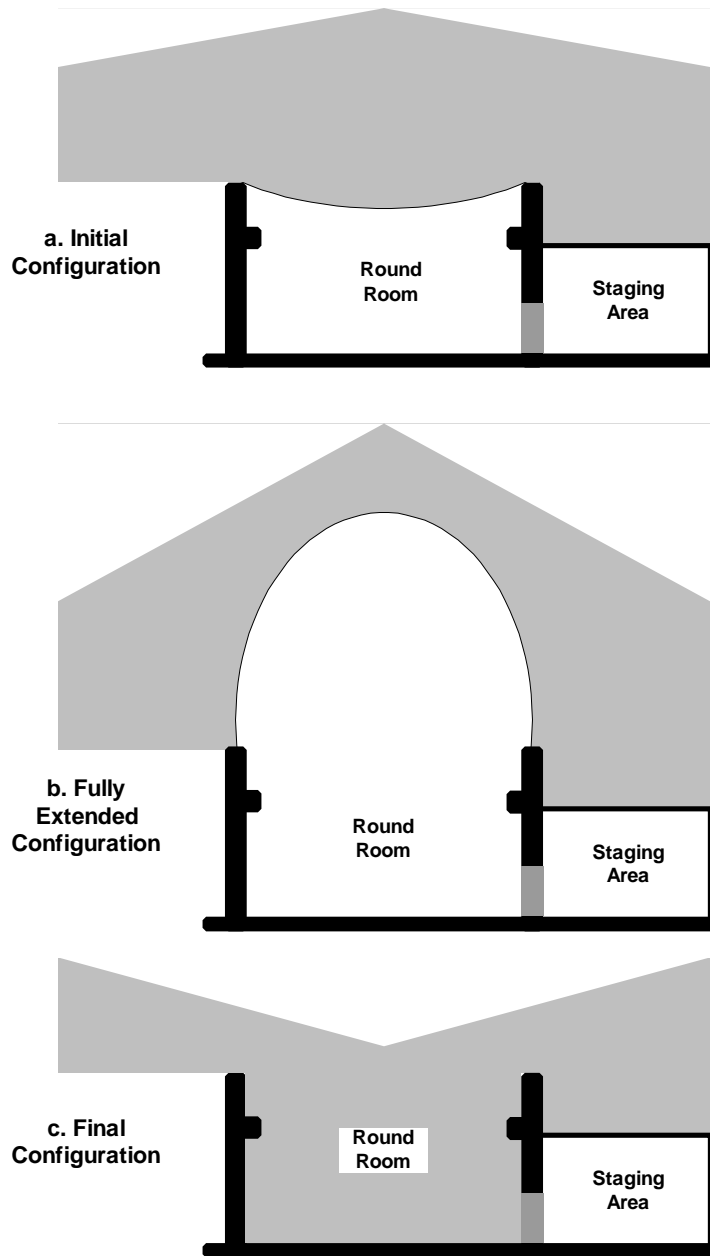 a. Initial
Configuration
Round
Room
Staging
Area
b. Fully
Extended
Configuration
Round
Room
Staging
Area
c. Final
Configuration
Round
Room
Staging
Area